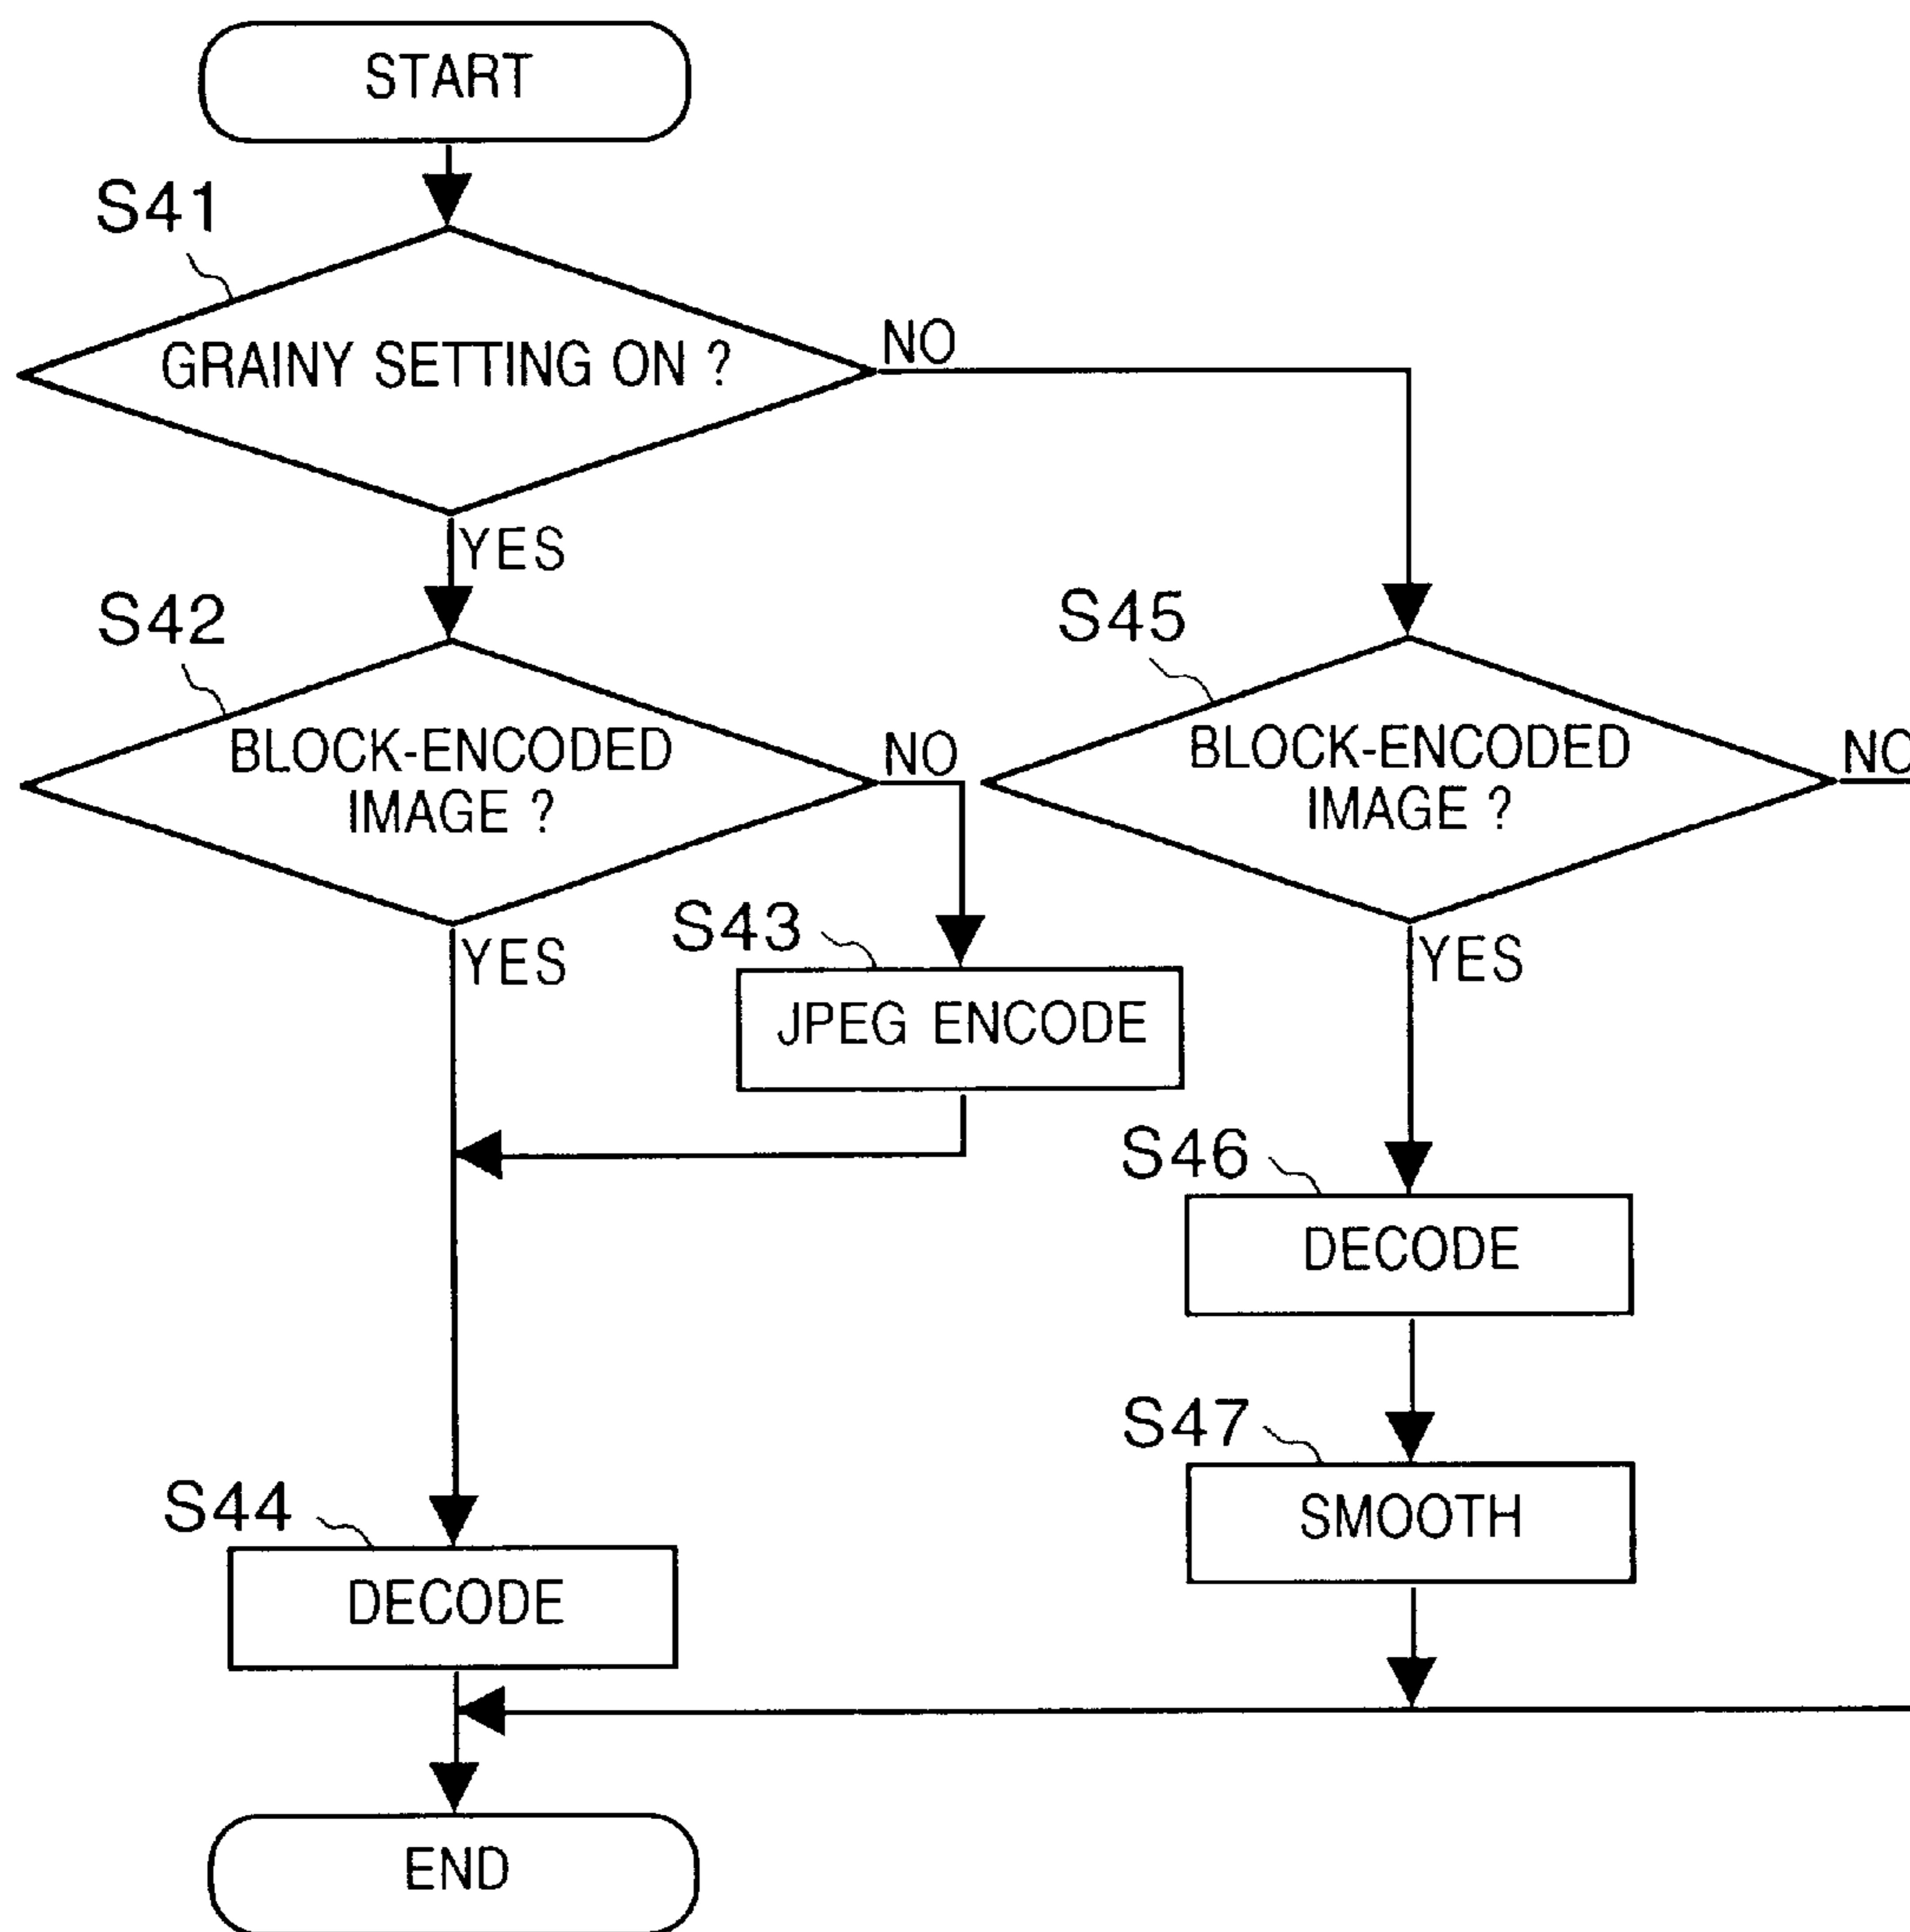 START
S41
GRAINY SETTING ON ?
NO
YES
S42
BLOCK-ENCODED
IMAGE ?
NO
YES
S45
BLOCK-ENCODED
IMAGE ?
NO
YES
S43
JPEG ENCODE
S46
DECODE
S47
SMOOTH
S44
DECODE
END